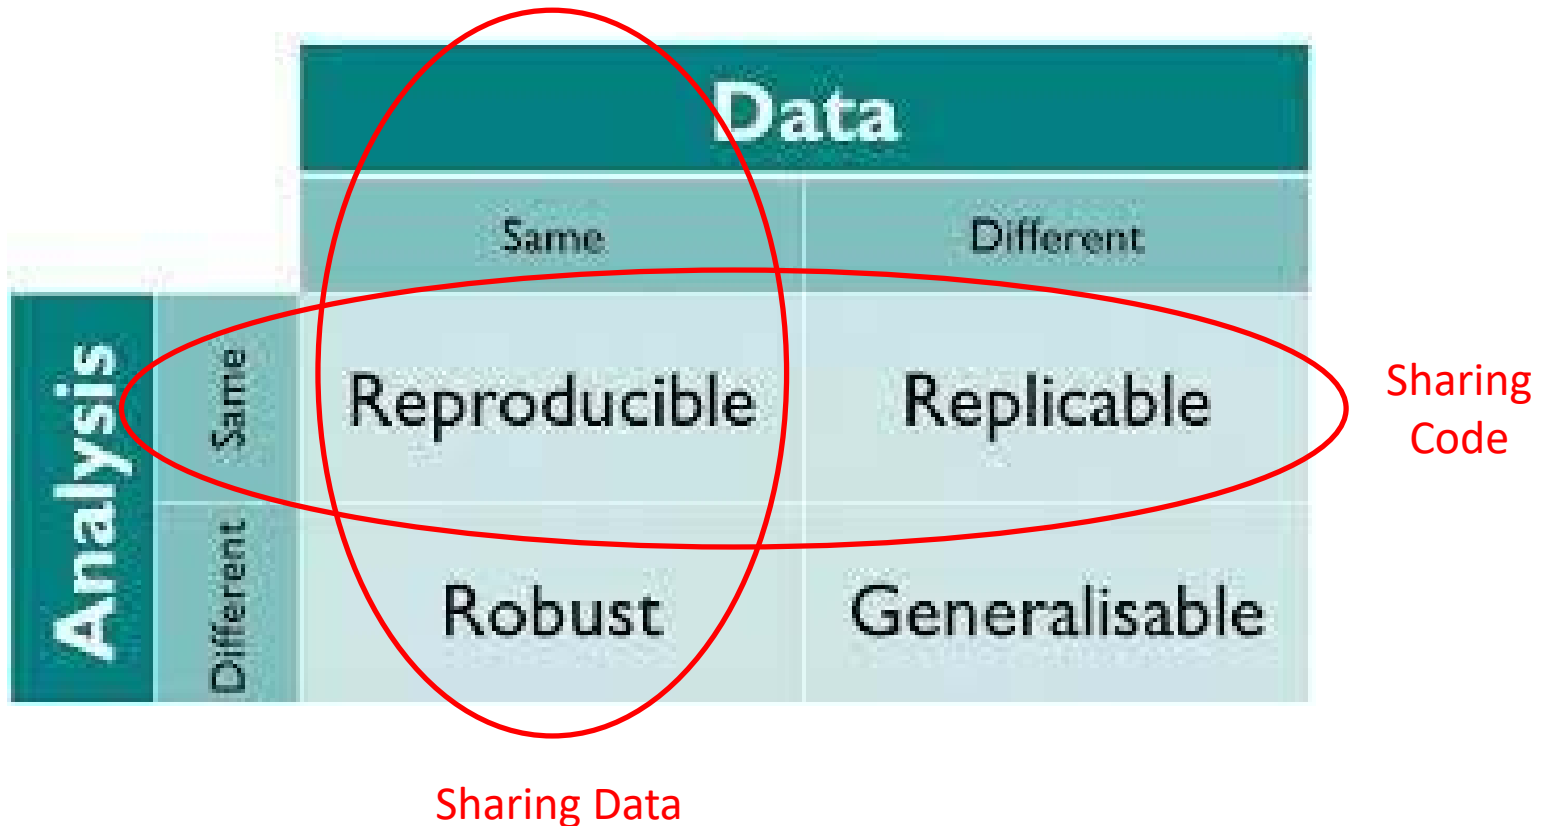 Data
Same
Different
Analysis
Same
Reproducible
Replicable
Sharing
Code
Different
Robust
Generalisable
Sharing Data